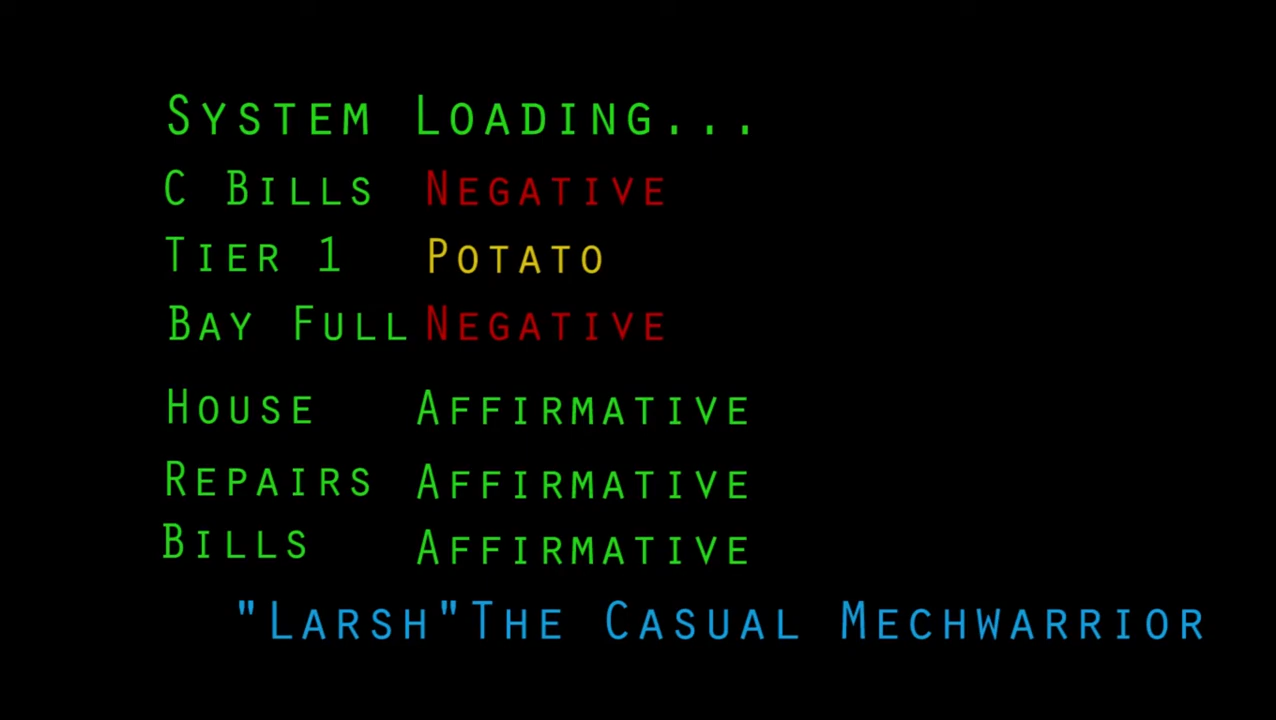 System Loading...
C Bills Negative
Tier 1 Potato
Bay Full Negative
House Affirmative
Repairs Affirmative
Bills Affirmative
"Larsh"The Casual Mechwarrior